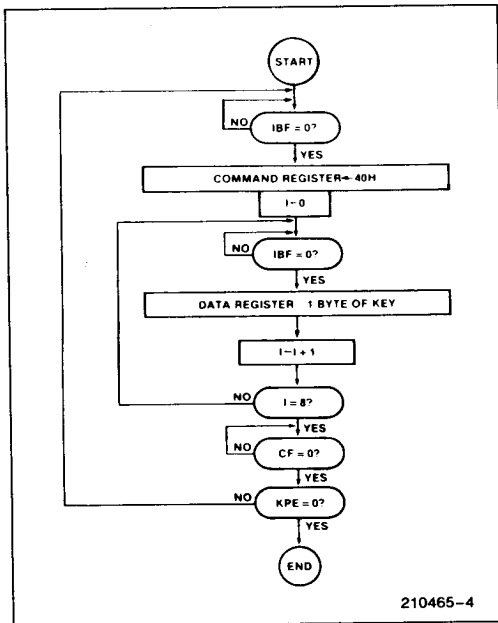 START
NO IBF = 0?
YES
COMMAND REGISTER←40H
I←0
NO IBF = 0?
YES
DATA REGISTER 1 BYTE OF KEY
I←I + 1
NO I = 8?
YES
NO CF = 0?
YES
NO KPE = 0?
YES
END
210465–4